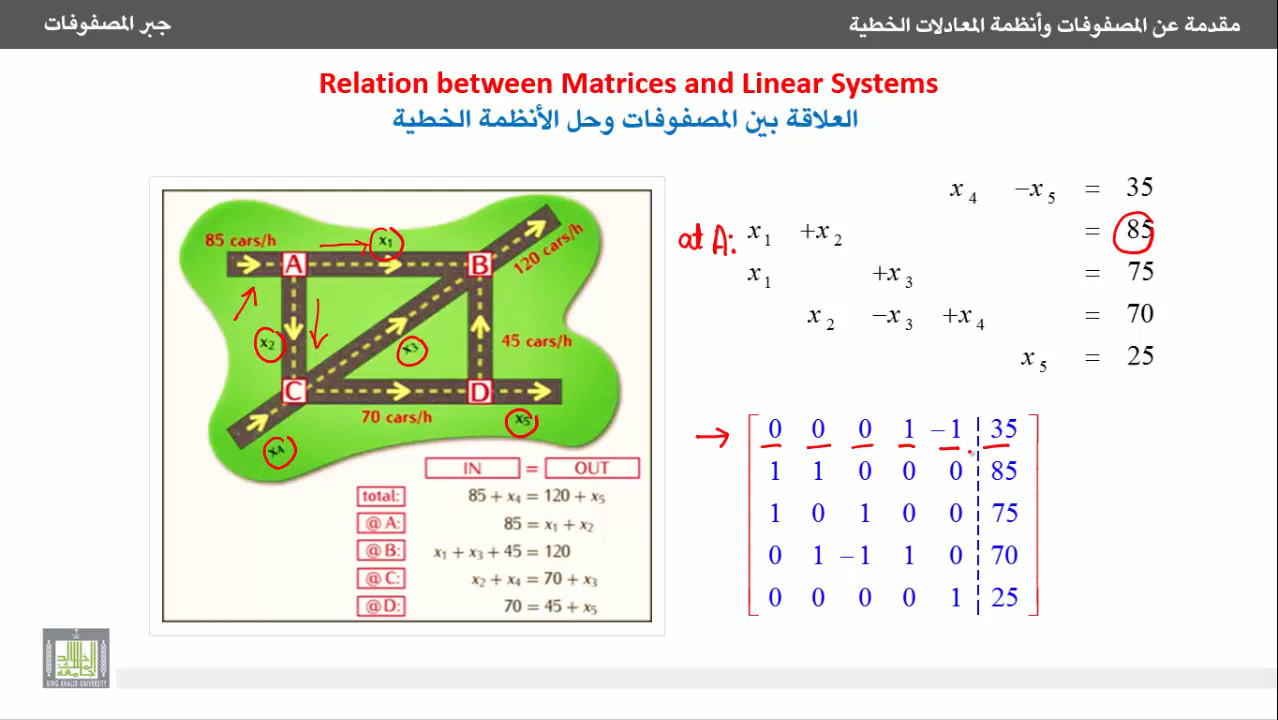 مقدمة عن المصفوفات وأنظمة المعادلات الخطية
جبر المصفوفات
Relation between Matrices and Linear Systems
العلاقة بين المصفوفات وحل الأنظمة الخطية
85 cars/h
x1
A
B
120 cars/h
x2
x3
45 cars/h
C
D
70 cars/h
x4
x5
IN = OUT
total: 85 + x4 = 120 + x5
@ A: 85 = x1 + x2
@ B: x1 + x3 + 45 = 120
@ C: x2 + x4 = 70 + x3
@ D: 70 = 45 + x5
x4 −x5 = 35
at A: x1 +x2 = 85
x1 +x3 = 75
x2 −x3 +x4 = 70
x5 = 25
0 0 0 1 −1 35
1 1 0 0 0 85
1 0 1 0 0 75
0 1 −1 1 0 70
0 0 0 0 1 25
KING KHALID UNIVERSITY